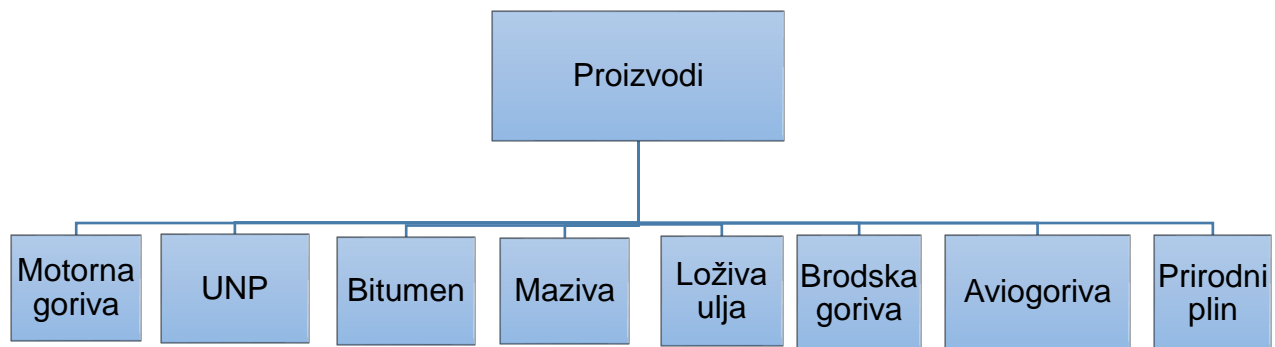 Proizvodi
Motorna
goriva
UNP
Bitumen
Maziva
Loživa
ulja
Brodska
goriva
Aviogoriva
Prirodni
plin